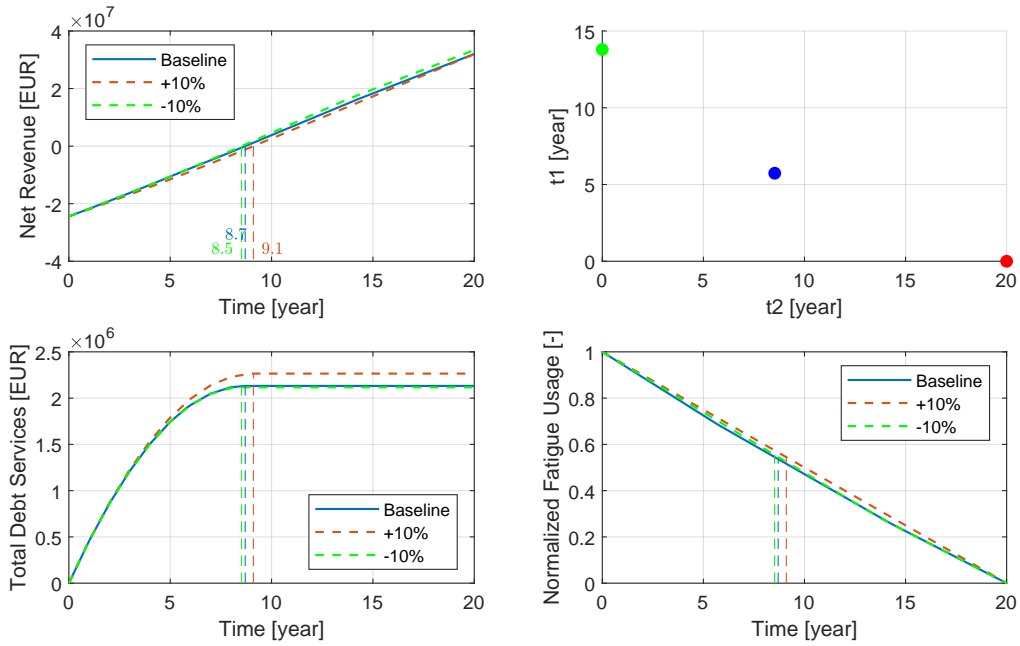 ×10^7
Net Revenue [EUR]
4
2
0
-2
-4
Baseline
+10%
-10%
8.7
8.5
9.1
0 5 10 15 20
Time [year]
t1 [year]
15
10
5
0
0 5 10 15 20
t2 [year]
×10^6
Total Debt Services [EUR]
2.5
2
1.5
1
0.5
0
Baseline
+10%
-10%
0 5 10 15 20
Time [year]
Normalized Fatigue Usage [-]
1
0.8
0.6
0.4
0.2
0
Baseline
+10%
-10%
0 5 10 15 20
Time [year]